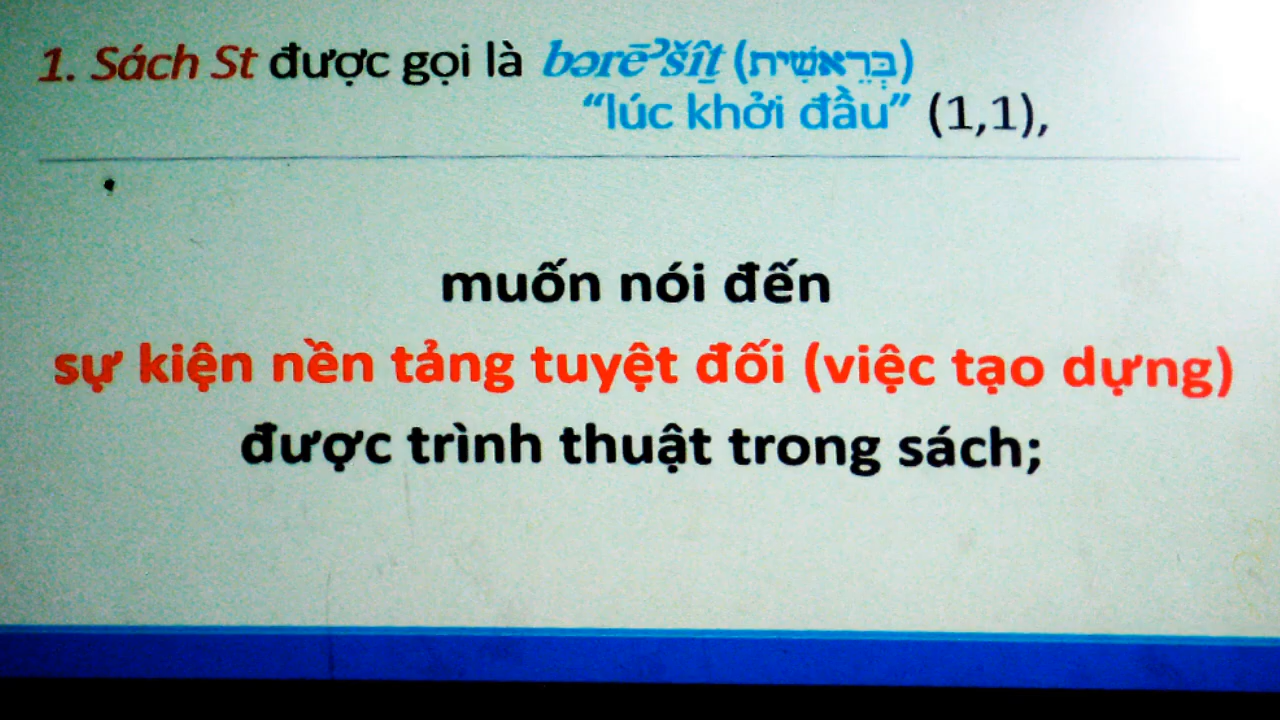 1. Sách St được gọi là bərēʾšîṯ (בְּרֵאשִׁית)
“lúc khởi đầu” (1,1),
muốn nói đến
sự kiện nền tảng tuyệt đối (việc tạo dựng)
được trình thuật trong sách;